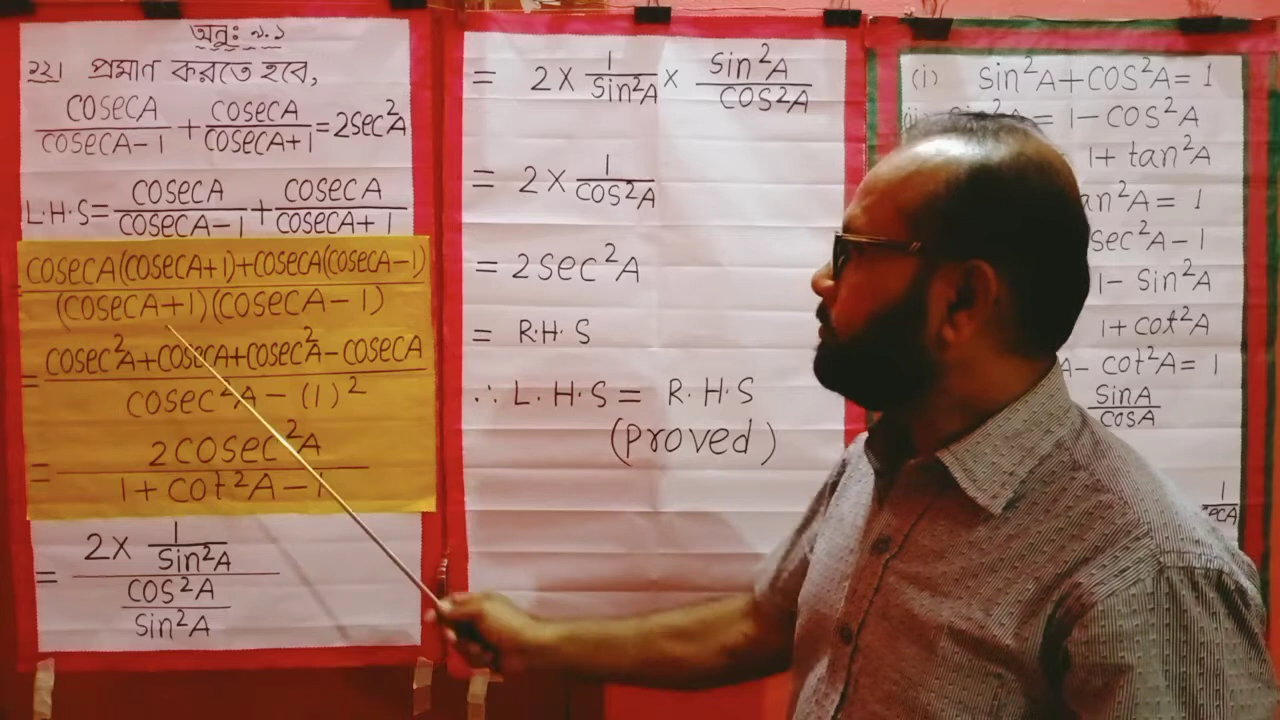 অনুঃ ৯.১
২২। প্রমাণ করতে হবে,
cosecA/cosecA-1 + cosecA/cosecA+1 = 2sec²A
L.H.S = cosecA/cosecA-1 + cosecA/cosecA+1
= cosecA(cosecA+1)+cosecA(cosecA-1)/(cosecA+1)(cosecA-1)
= cosec²A+cosecA+cosec²A-cosecA/cosec²A-(1)²
= 2cosec²A/1+cot²A-1
= 2× 1/sin²A / cos²A/sin²A
= 2× 1/sin²A × sin²A/cos²A
= 2× 1/cos²A
= 2sec²A
= R.H.S
∴ L.H.S = R.H.S
(Proved)
(i) sin²A+cos²A=1
sin²A = 1-cos²A
1+tan²A
an²A = 1
sec²A-1
1-sin²A
1+cot²A
A- cot²A= 1
sinA/cosA